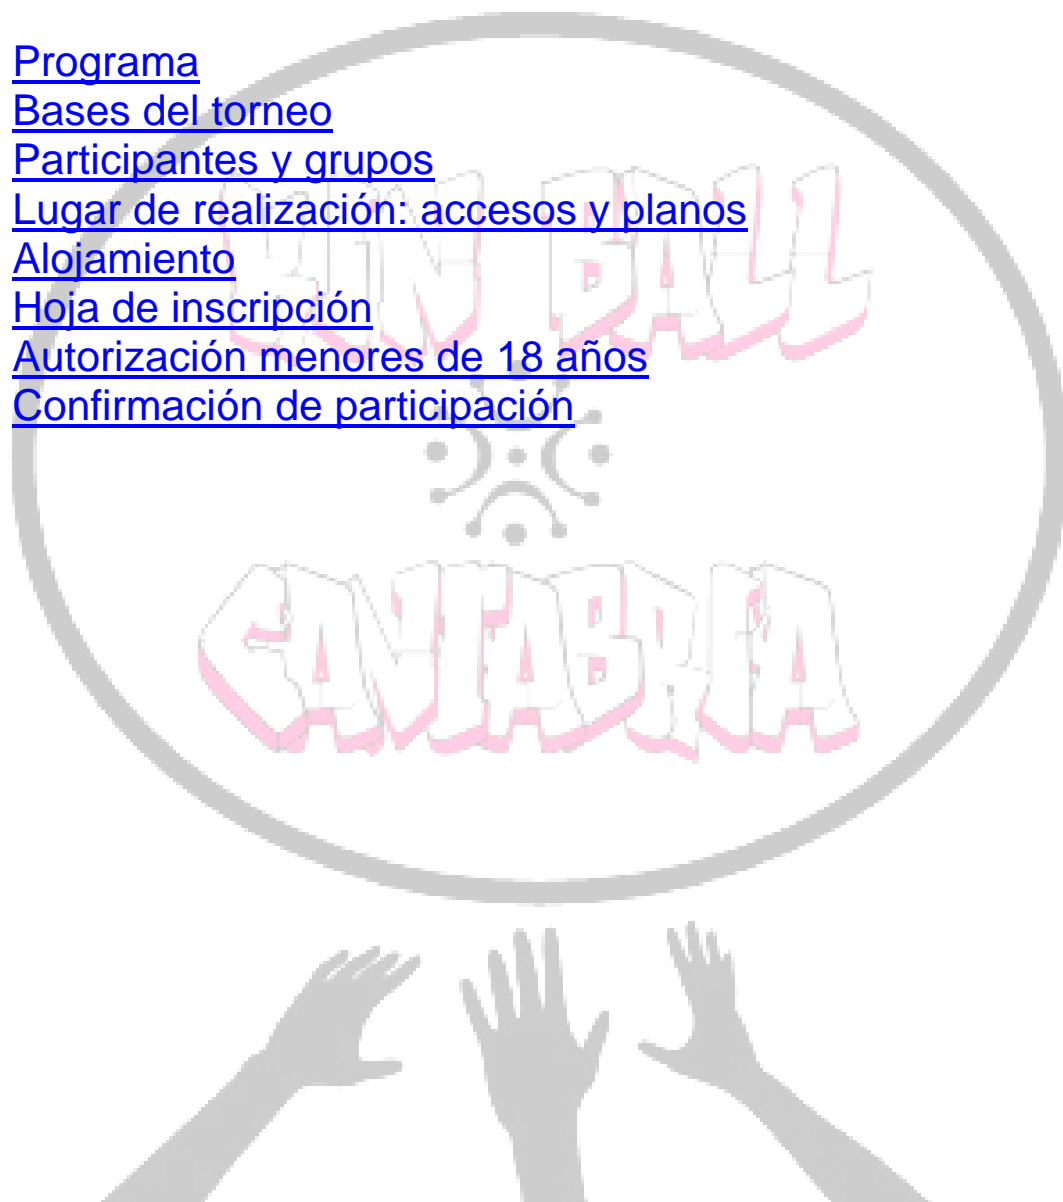 Programa
Bases del torneo
Participantes y grupos
Lugar de realización: accesos y planos
Alojamiento
Hoja de inscripción
Autorización menores de 18 años
Confirmación de participación
KIN BALL
CANTABRIA